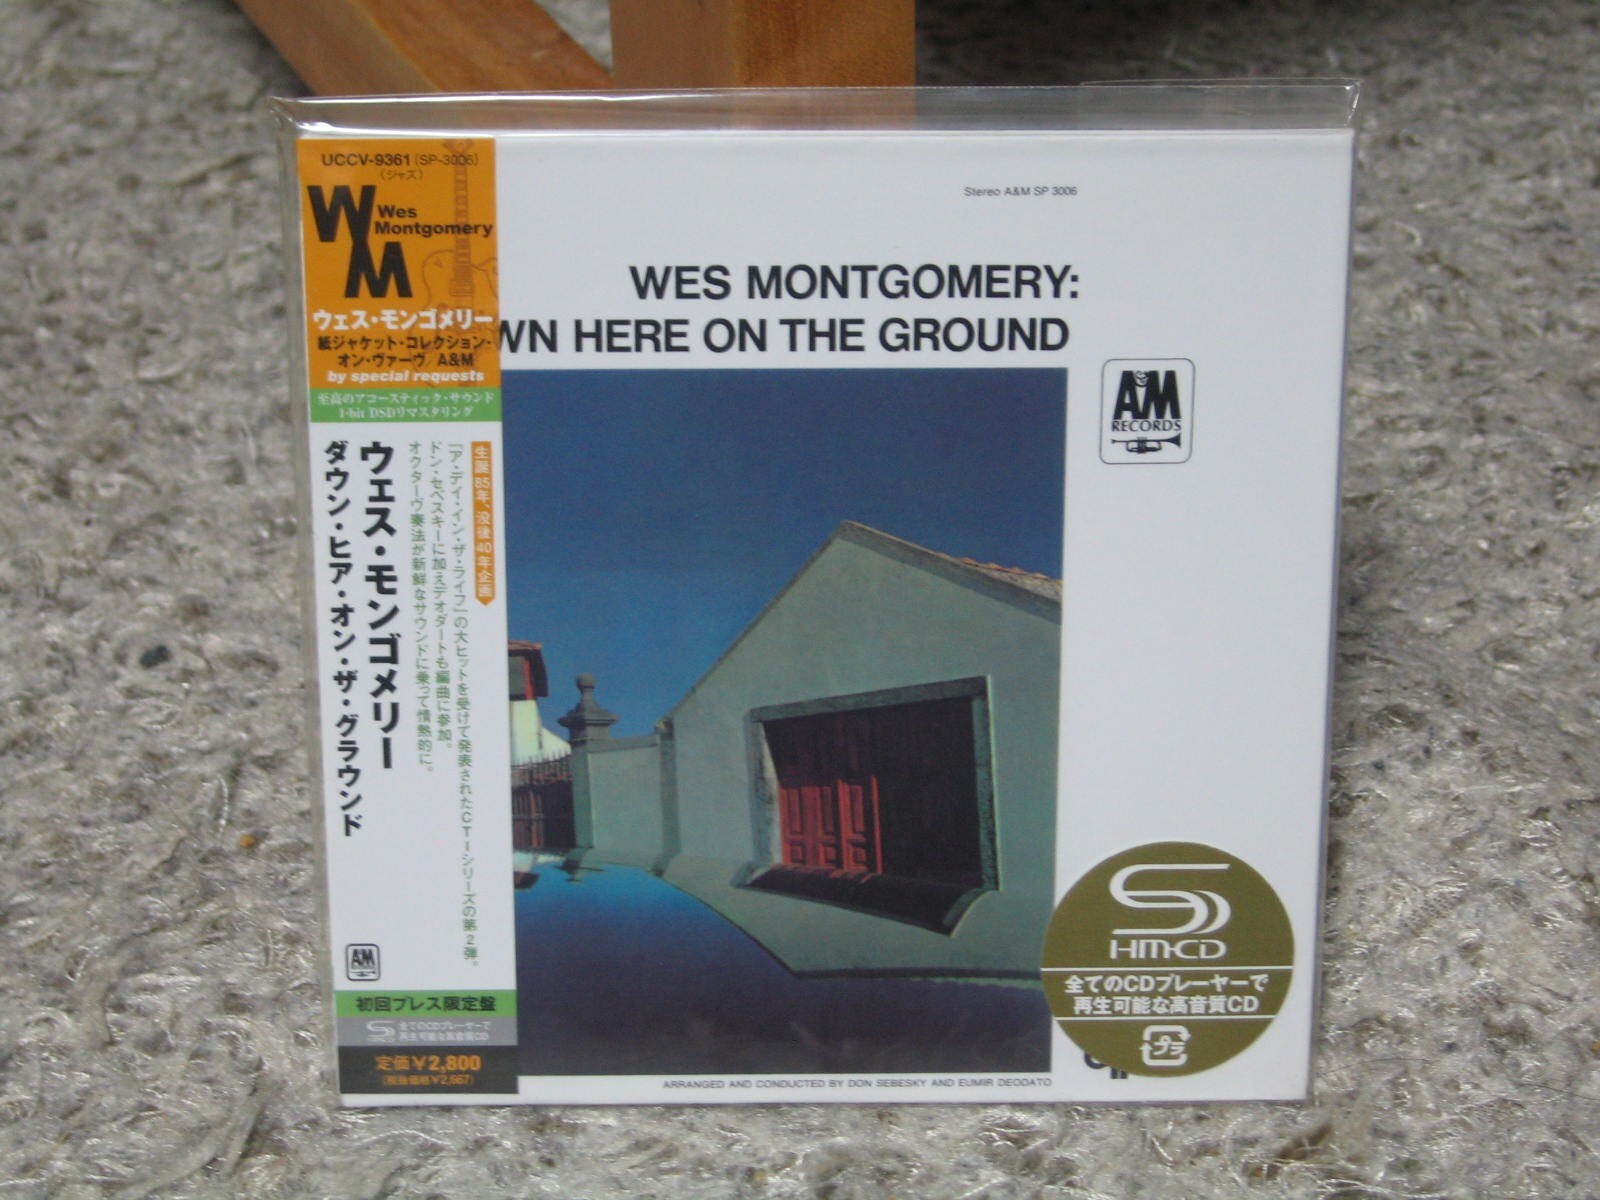 UCCV-9361 (SP-3006)
(ジャズ)
WM
Wes
Montgomery
ウェス・モンゴメリー
紙ジャケット・コレクション・
オン・ヴァーヴ/A&M
by special requests
至高のアコースティック・サウンド
1-bit DSDリマスタリング
生誕85年、没後40年企画
「ア・デイ・イン・ザ・ライフ」の大ヒットを受けて発表されたCTIシリーズの第2弾。
ドン・セベスキーに加えデオダートも編曲に参加。
オクターヴ奏法が新鮮なサウンドに乗って情熱的に。
ウェス・モンゴメリー
ダウン・ヒア・オン・ザ・グラウンド
A&M
初回プレス限定盤
全てのCDプレーヤーで
再生可能な高音質CD
定価¥2,800
(税抜価格¥2,667)
Stereo A&M SP 3006
WES MONTGOMERY:
WN HERE ON THE GROUND
A&M
RECORDS
SHM-CD
全てのCDプレーヤーで
再生可能な高音質CD
プラ
ARRANGED AND CONDUCTED BY DON SEBESKY AND EUMIR DEODATO